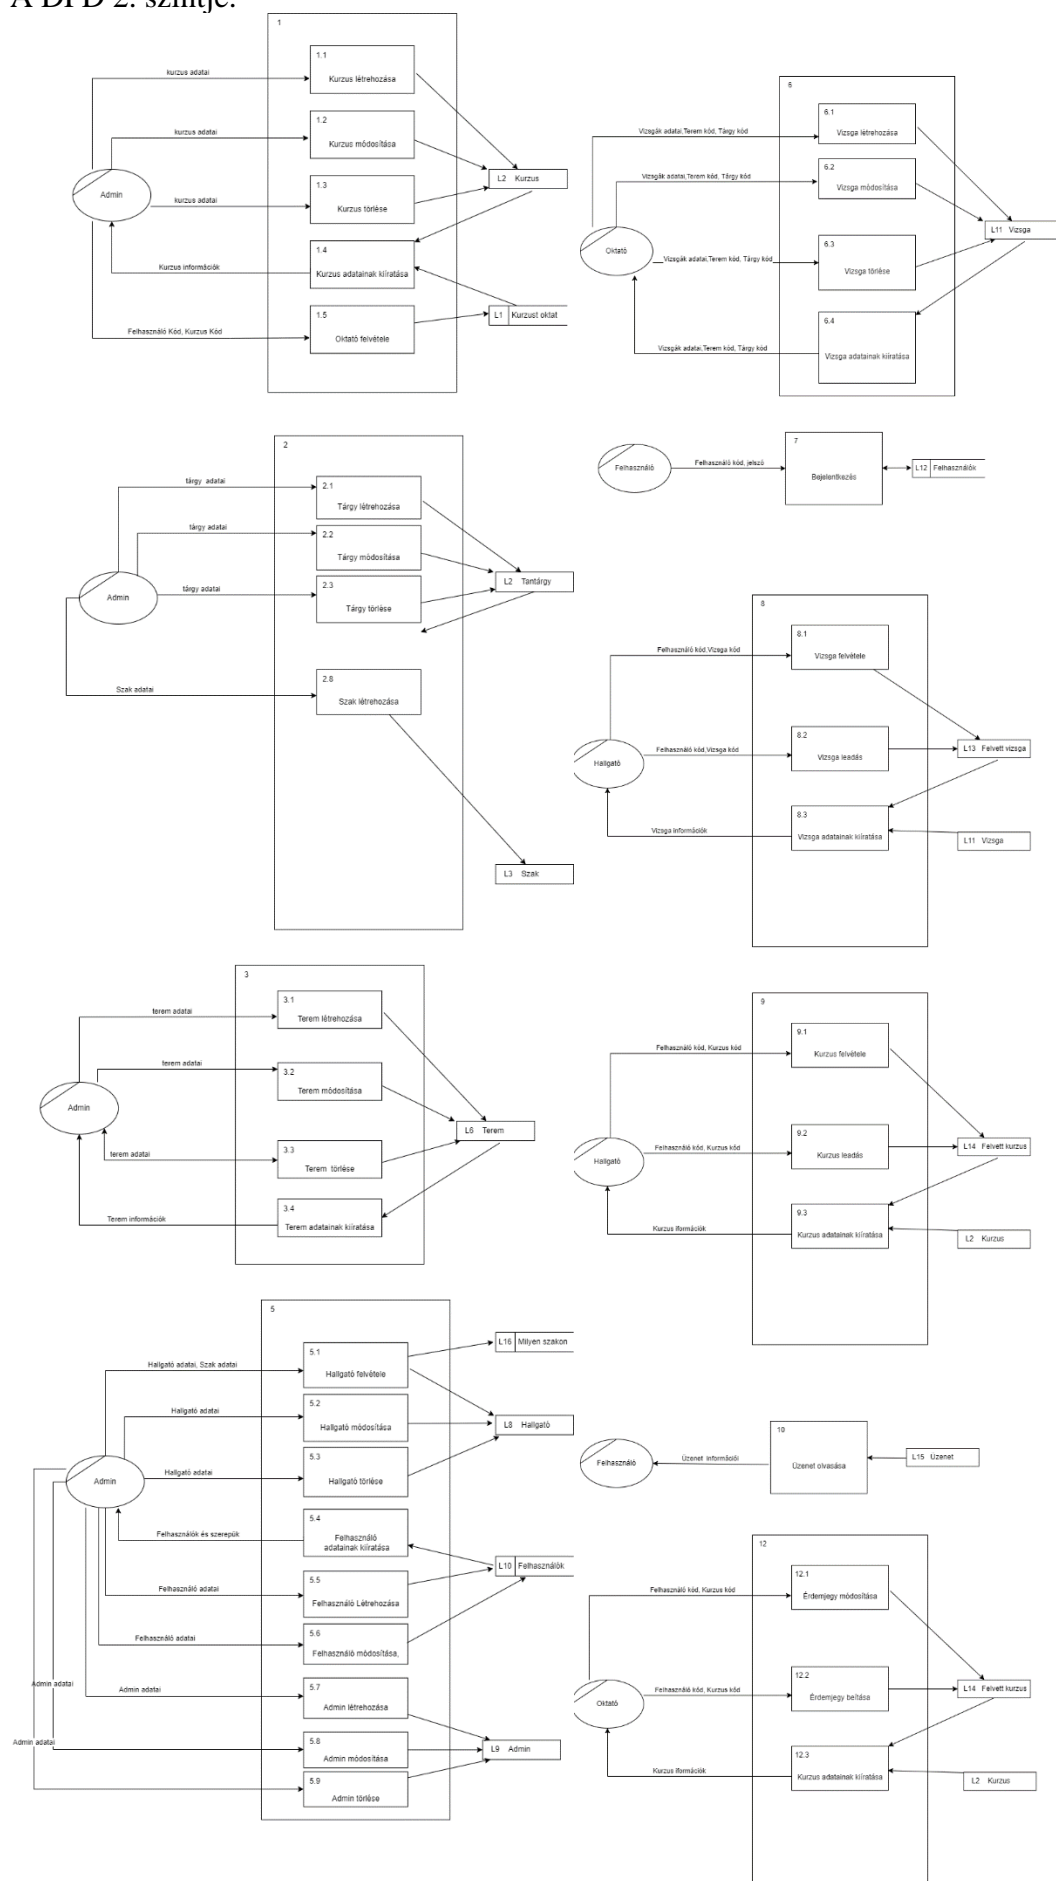 A DFD 2. szintje:
1
1.1
Kurzus létrehozása
kurzus adatai
1.2
Kurzus módosítása
kurzus adatai
L2 Kurzus
1.3
Kurzus törlése
kurzus adatai
Admin
1.4
Kurzus adatainak kiíratása
Kurzus információk
L1 Kurzust oktat
1.5
Oktató felvétele
Felhasználó Kód, Kurzus Kód
6
6.1
Vizsga létrehozása
Vizsgák adatai,Terem kód, Tárgy kód
6.2
Vizsga módosítása
Vizsgák adatai,Terem kód, Tárgy kód
L11 Vizsga
Oktató
6.3
Vizsga törlése
Vizsgák adatai,Terem kód, Tárgy kód
6.4
Vizsga adatainak kiíratása
Vizsgák adatai,Terem kód, Tárgy kód
2
2.1
Tárgy létrehozása
tárgy adatai
2.2
Tárgy módosítása
tárgy adatai
2.3
Tárgy törlése
tárgy adatai
L2 Tantárgy
Admin
2.8
Szak létrehozása
Szak adatai
L3 Szak
7
Felhasználó
Felhasználó kód, jelszó
Bejelentkezés
L12 Felhasználók
8
8.1
Vizsga felvétele
Felhasználó kód,Vizsga kód
8.2
Vizsga leadás
Felhasználó kód,Vizsga kód
L13 Felvett vizsga
Hallgató
8.3
Vizsga adatainak kiíratása
Vizsga információk
L11 Vizsga
3
3.1
Terem létrehozása
terem adatai
3.2
Terem módosítása
terem adatai
Admin
L6 Terem
3.3
Terem törlése
terem adatai
3.4
Terem adatainak kiíratása
Terem információk
9
9.1
Kurzus felvétele
Felhasználó kód, Kurzus kód
9.2
Kurzus leadás
Felhasználó kód, Kurzus kód
L14 Felvett kurzus
Hallgató
9.3
Kurzus adatainak kiíratása
Kurzus iformációk
L2 Kurzus
5
5.1
Hallgató felvétele
Hallgató adatai, Szak adatai
L16 Milyen szakon
5.2
Hallgató módosítása
Hallgató adatai
L8 Hallgató
5.3
Hallgató törlése
Hallgató adatai
Admin
5.4
Felhasználó
adatainak kiíratása
Felhasználók és szerepük
L10 Felhasználók
5.5
Felhasználó Létrehozása
Felhasználó adatai
5.6
Felhasználó módosítása,
Felhasználó adatai
5.7
Admin létrehozása
Admin adatai
Admin adatai
5.8
Admin módosítása
L9 Admin
Admin adatai
5.9
Admin törlése
10
Felhasználó
Üzenet információi
Üzenet olvasása
L15 Üzenet
12
12.1
Érdemjegy módosítása
Felhasználó kód, Kurzus kód
12.2
Érdemjegy beítása
Felhasználó kód, Kurzus kód
L14 Felvett kurzus
Oktató
12.3
Kurzus adatainak kiíratása
Kurzus iformációk
L2 Kurzus